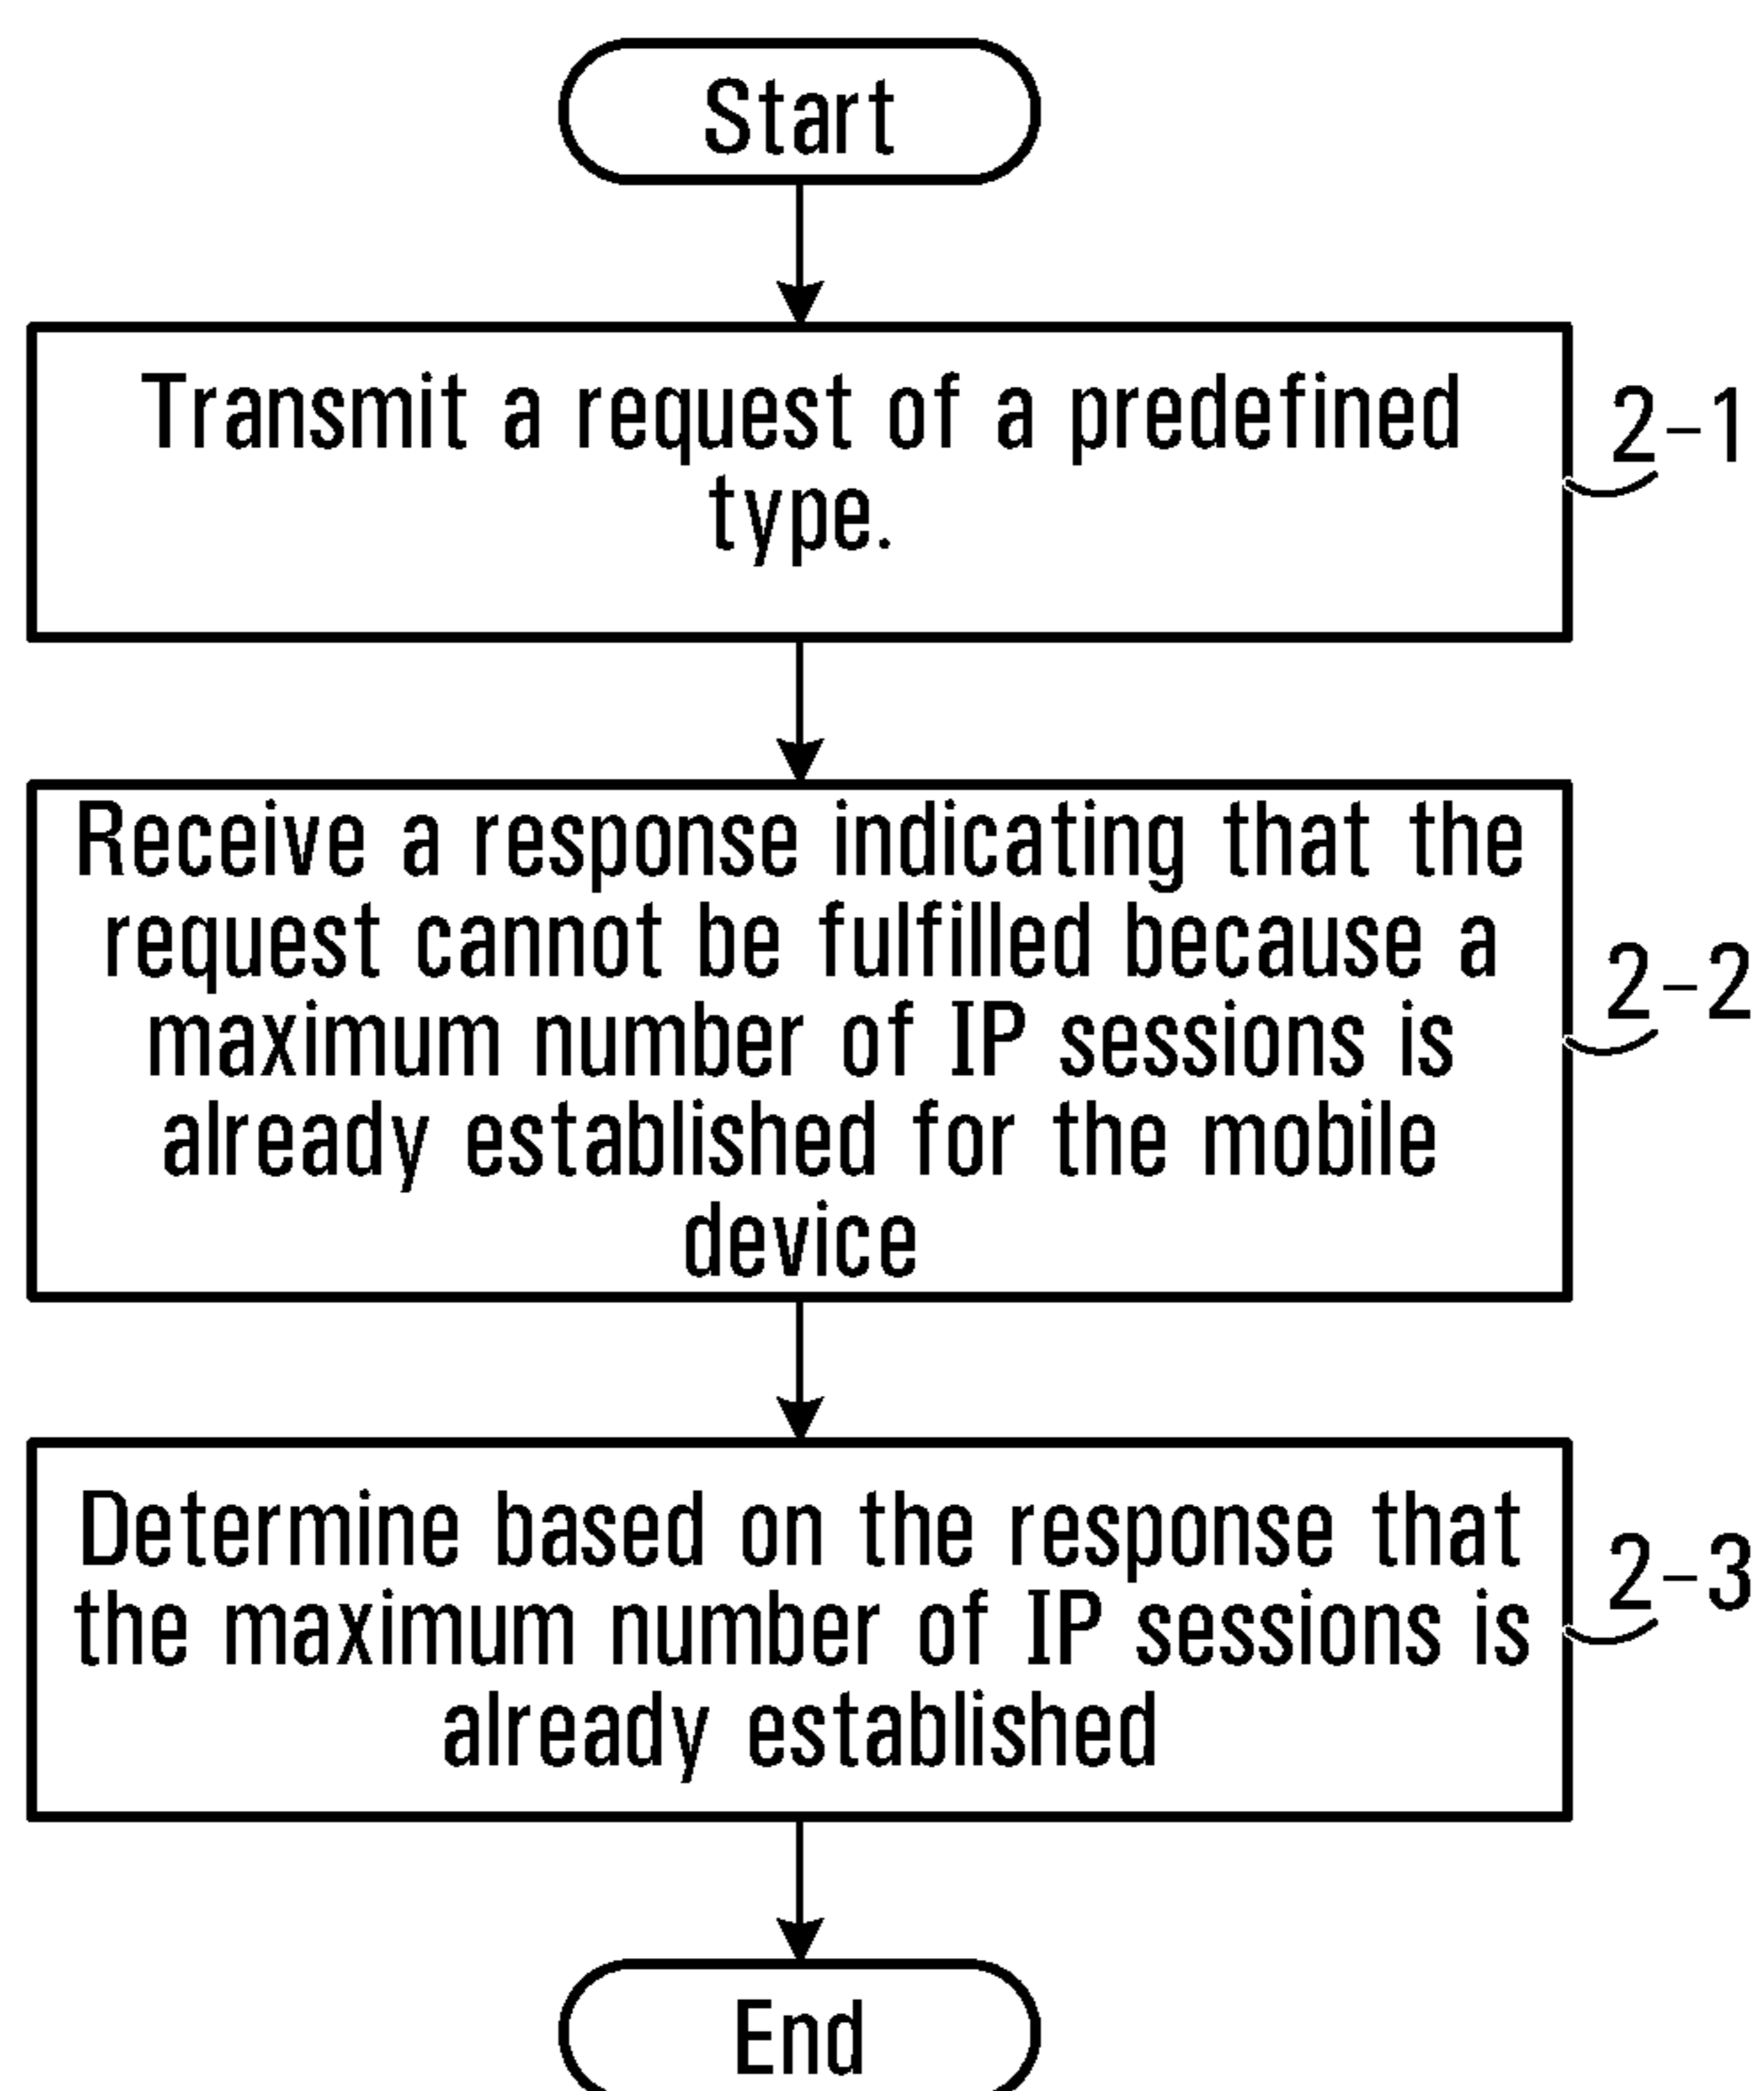 Start
Transmit a request of a predefined
type.
2-1
Receive a response indicating that the
request cannot be fulfilled because a
maximum number of IP sessions is
already established for the mobile
device
2-2
Determine based on the response that
the maximum number of IP sessions is
already established
2-3
End